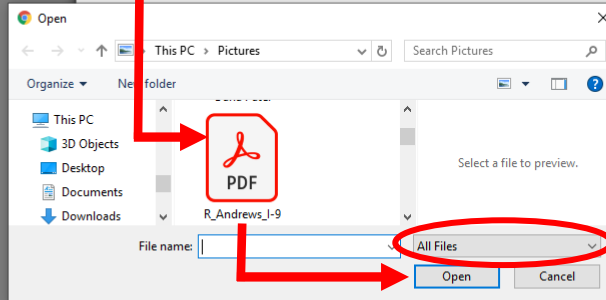 Open
This PC > Pictures
Search Pictures
Organize
New folder
This PC
3D Objects
Desktop
Documents
Downloads
PDF
R_Andrews_I-9
Select a file to preview.
File name:
All Files
Open
Cancel